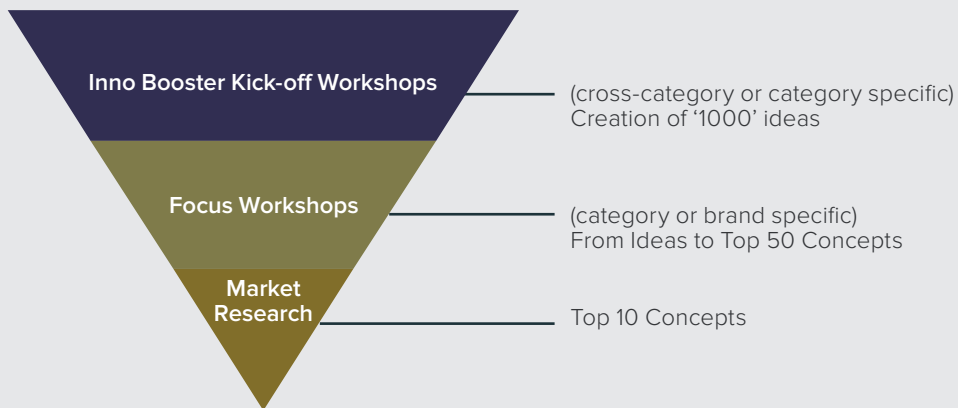 Inno Booster Kick-off Workshops
(cross-category or category specific)
Creation of ‘1000’ ideas
Focus Workshops
(category or brand specific)
From Ideas to Top 50 Concepts
Market
Research
Top 10 Concepts